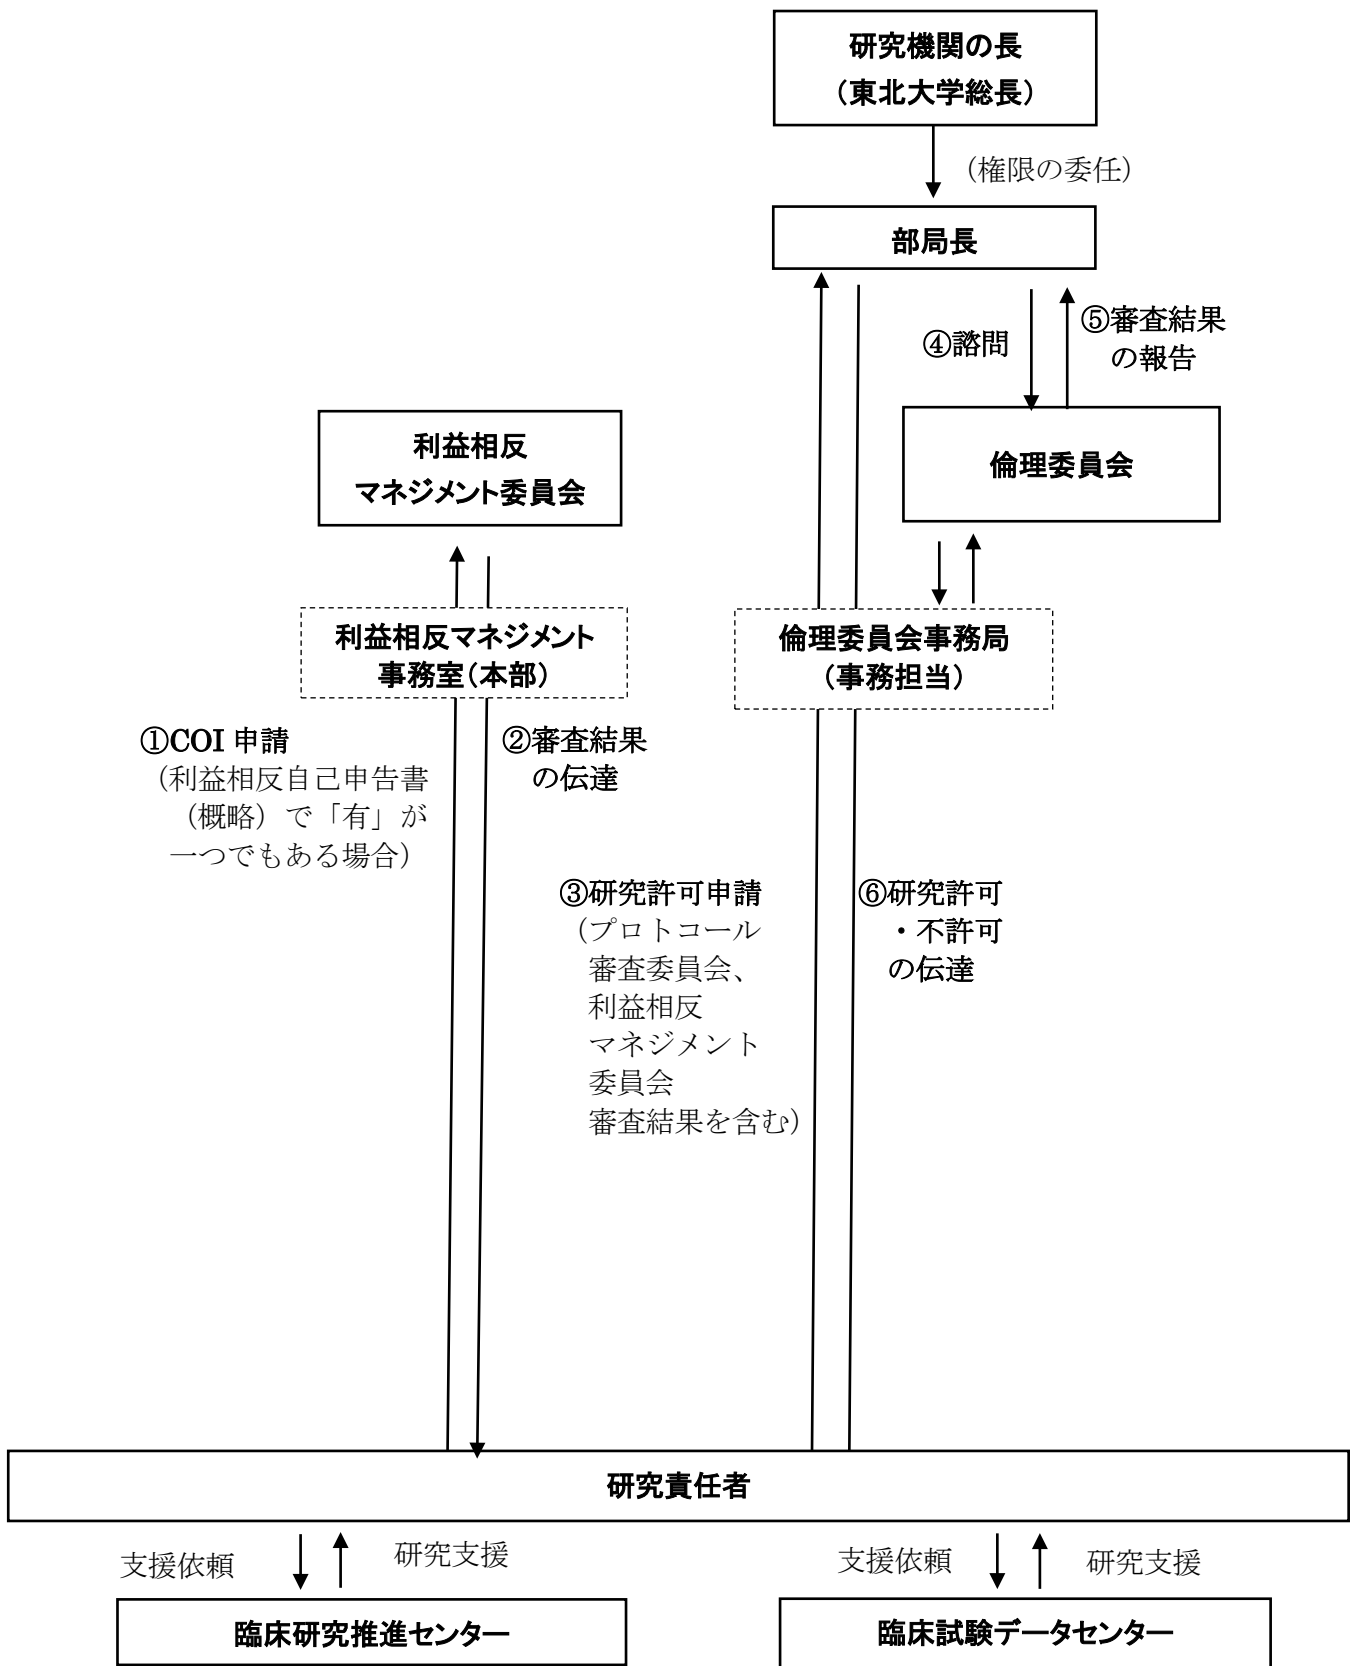 研究機関の長
（東北大学総長）
（権限の委任）
部局長
④諮問
⑤審査結果
の報告
利益相反
マネジメント委員会
倫理委員会
利益相反マネジメント
事務室（本部）
倫理委員会事務局
（事務担当）
①COI 申請
（利益相反自己申告書
（概略）で「有」が
一つでもある場合）
②審査結果
の伝達
③研究許可申請
（プロトコール
審査委員会、
利益相反
マネジメント
委員会
審査結果を含む）
⑥研究許可
・不許可
の伝達
研究責任者
支援依頼
研究支援
支援依頼
研究支援
臨床研究推進センター
臨床試験データセンター